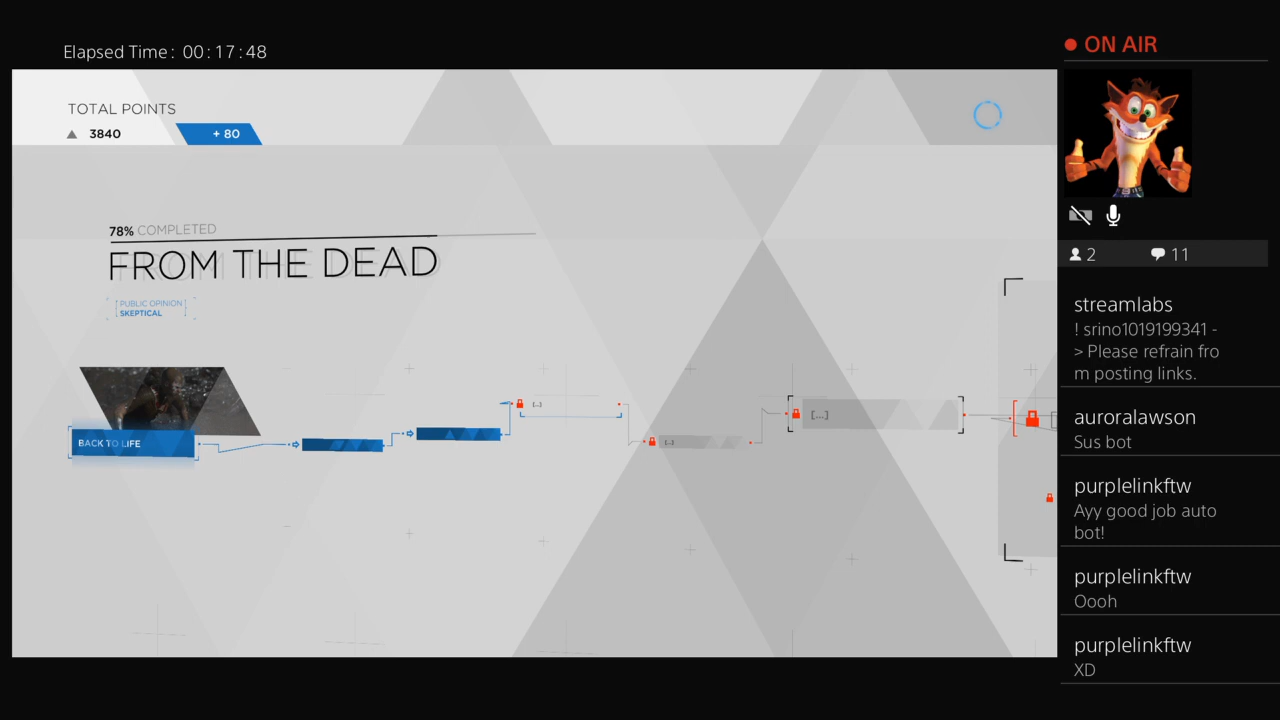 Elapsed Time: 00:17:48
ON AIR
TOTAL POINTS
3840
+ 80
2
11
78% COMPLETED
FROM THE DEAD
PUBLIC OPINION
SKEPTICAL
BACK TO LIFE
[...]
[...]
[...]
streamlabs
! srino1019199341 -
> Please refrain fro
m posting links.
auroralawson
Sus bot
purplelinkftw
Ayy good job auto
bot!
purplelinkftw
Oooh
purplelinkftw
XD